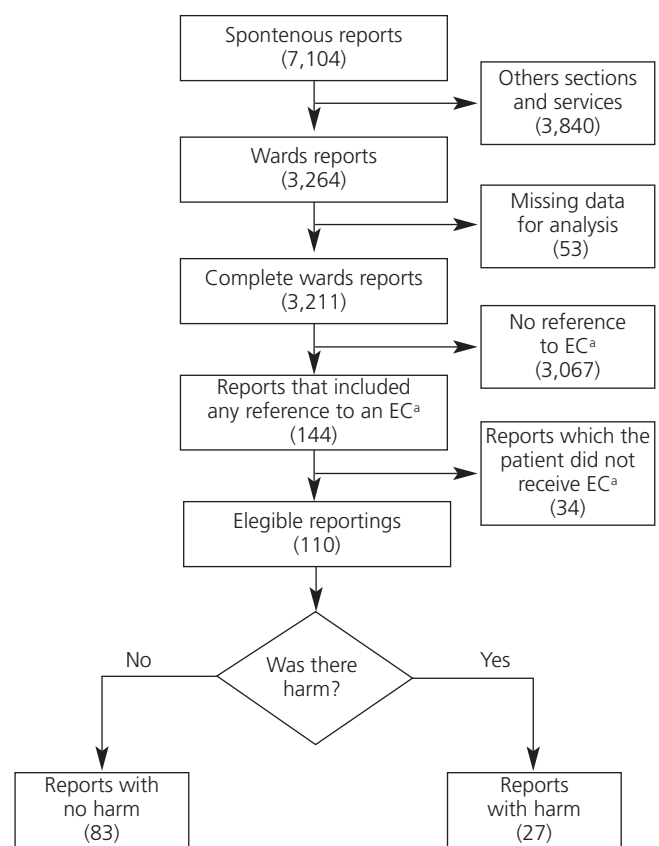 Spontenous reports
(7,104)
Others sections
and services
(3,840)
Wards reports
(3,264)
Missing data
for analysis
(53)
Complete wards reports
(3,211)
No reference
to ECᵃ
(3,067)
Reports that included
any reference to an ECᵃ
(144)
Reports which the
patient did not
receive ECᵃ
(34)
Elegible reportings
(110)
Was there
harm?
No
Yes
Reports with
no harm
(83)
Reports
with harm
(27)